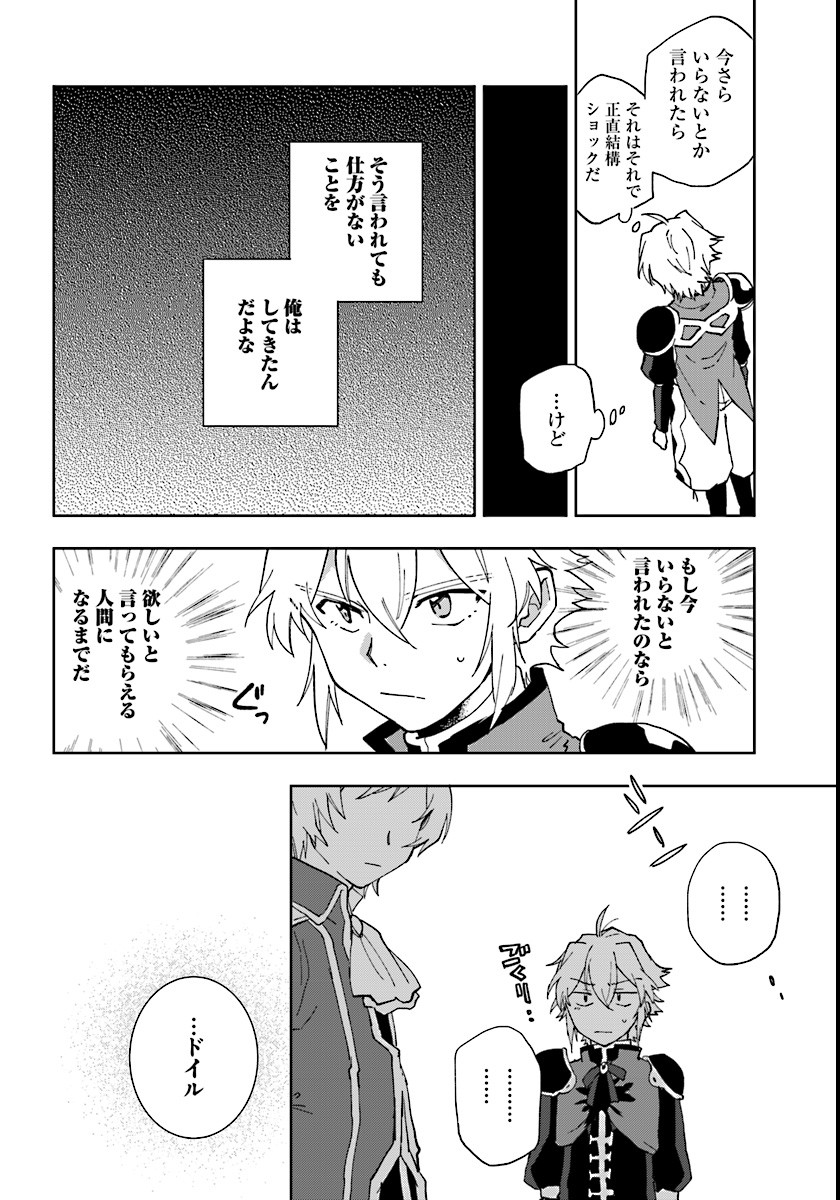 今さら
いらないとか
言われたら
それはそれで
正直結構
ショックだ
…けど
そう言われても
仕方がない
ことを
俺は
してきたん
だよな
もし今
いらないと
言われたのなら
欲しいと
言ってもらえる
人間に
なるまでだ
ぐっ
……
……
ごくり…
……
……
…ドイル